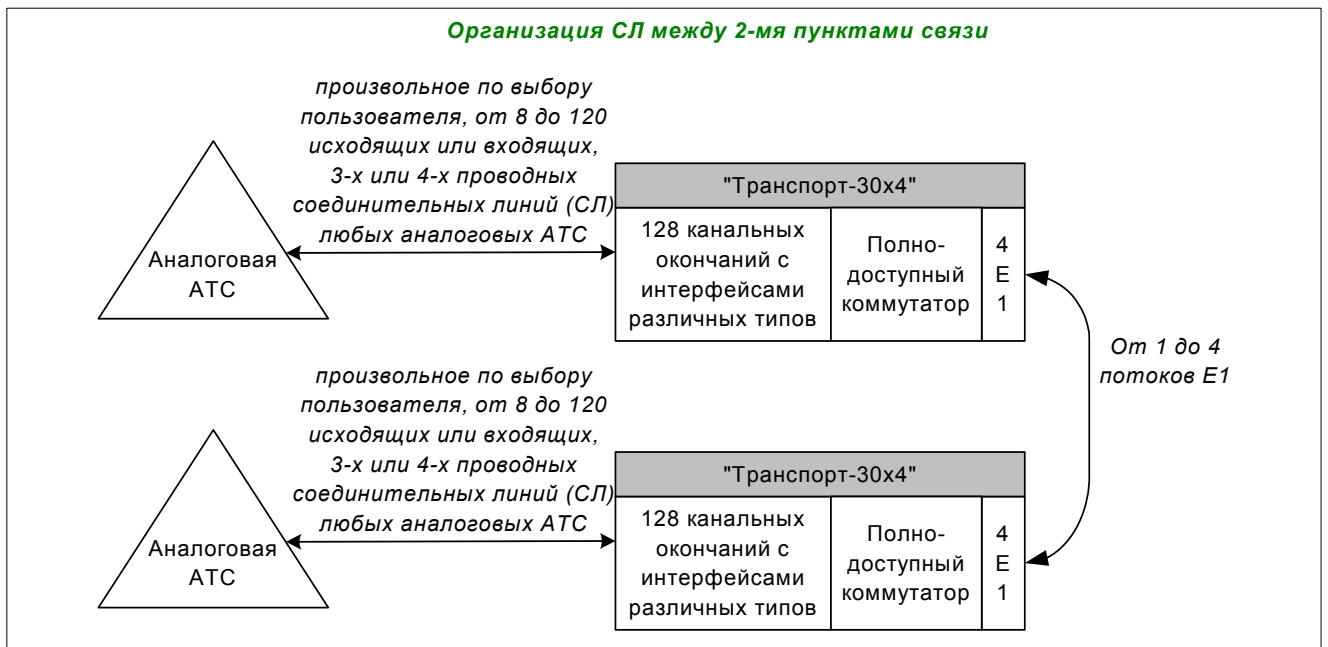 Организация СЛ между 2-мя пунктами связи
произвольное по выбору
пользователя, от 8 до 120
исходящих или входящих,
3-х или 4-х проводных
соединительных линий (СЛ)
любых аналоговых АТС
Аналоговая
АТС
"Транспорт-30x4"
128 канальных
окончаний с
интерфейсами
различных типов
Полно-
доступный
коммутатор
4
Е
1
От 1 до 4
потоков Е1
произвольное по выбору
пользователя, от 8 до 120
исходящих или входящих,
3-х или 4-х проводных
соединительных линий (СЛ)
любых аналоговых АТС
Аналоговая
АТС
"Транспорт-30x4"
128 канальных
окончаний с
интерфейсами
различных типов
Полно-
доступный
коммутатор
4
Е
1